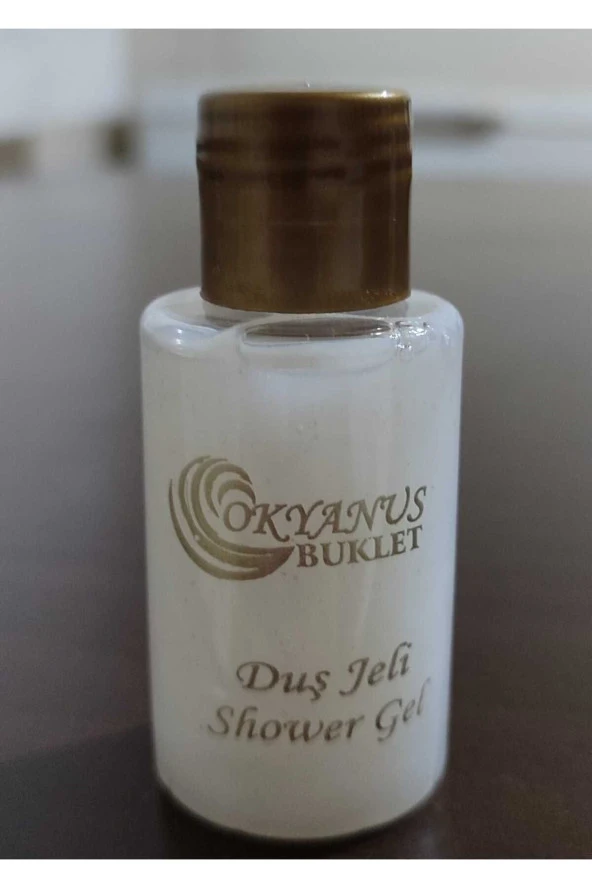 OKYANUS
BUKLET
Duş Jeli
Shower Gel